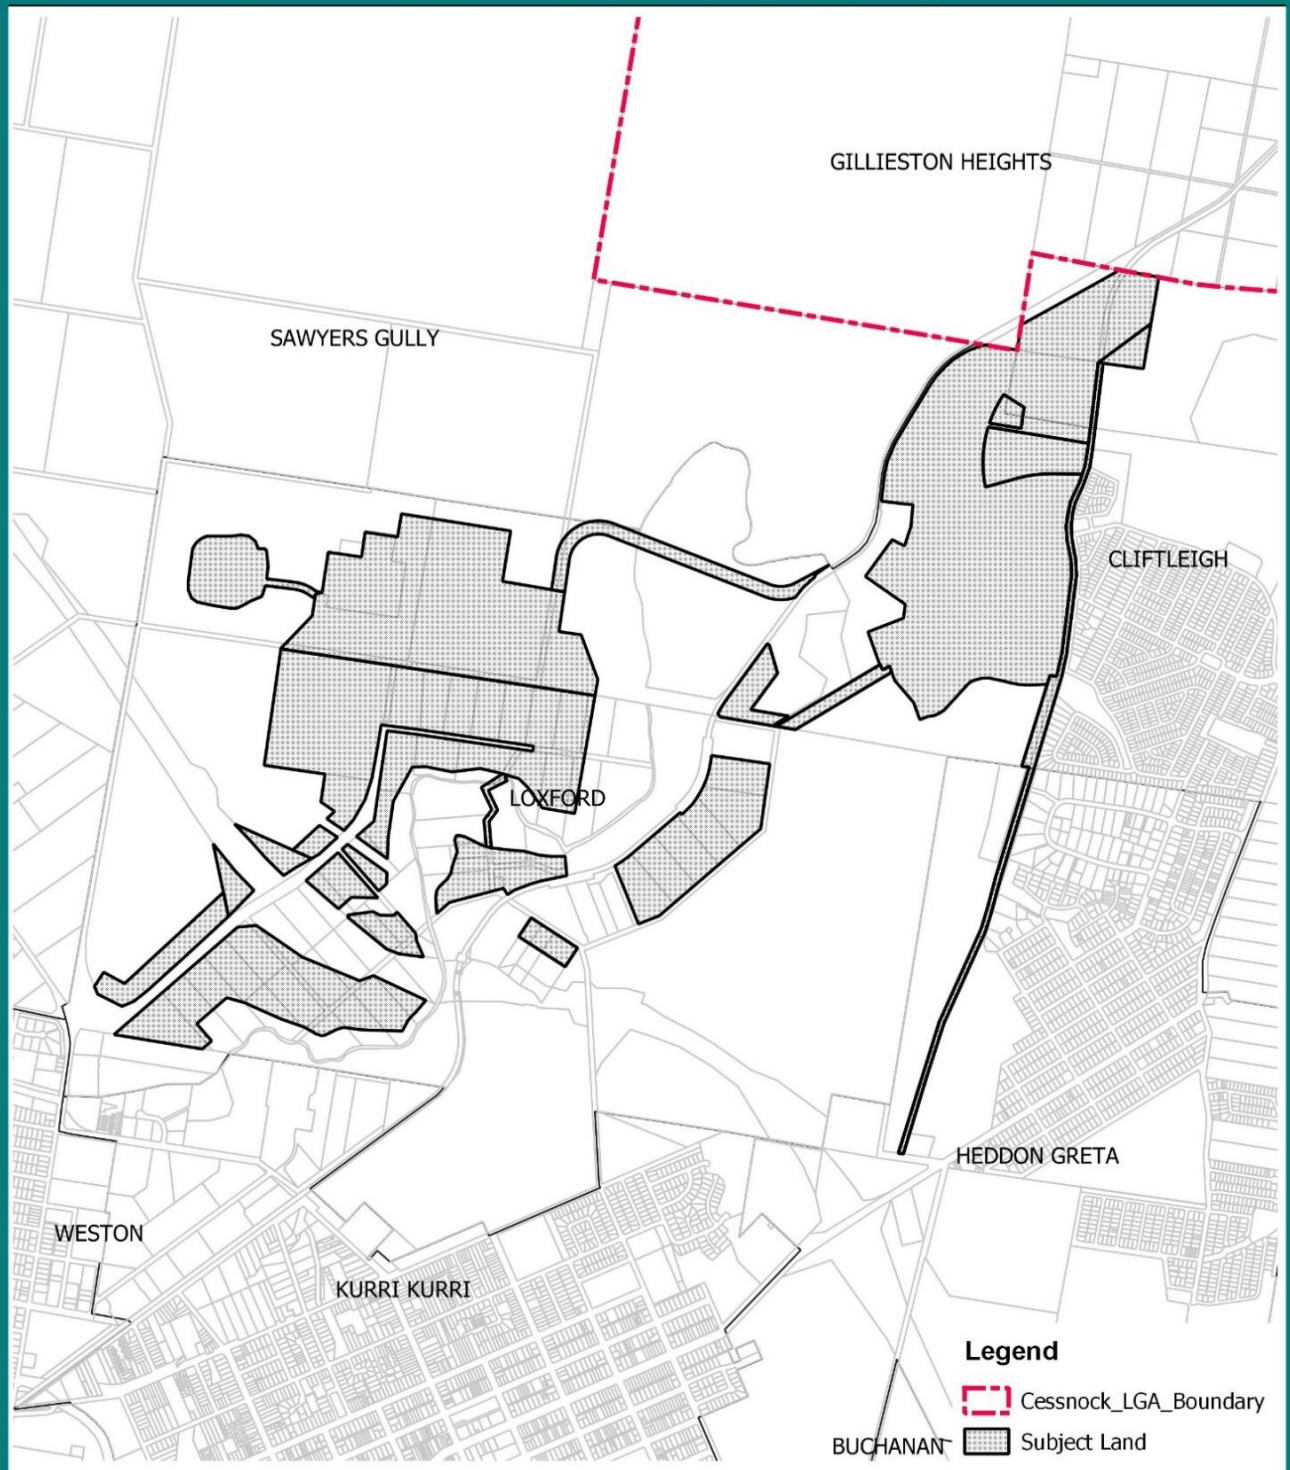 GILLIESTON HEIGHTS
SAWYERS GULLY
CLIFTLEIGH
LOXFORD
HEDDON GRETA
WESTON
KURRI KURRI
Legend
Cessnock_LGA_Boundary
BUCHANAN
Subject Land